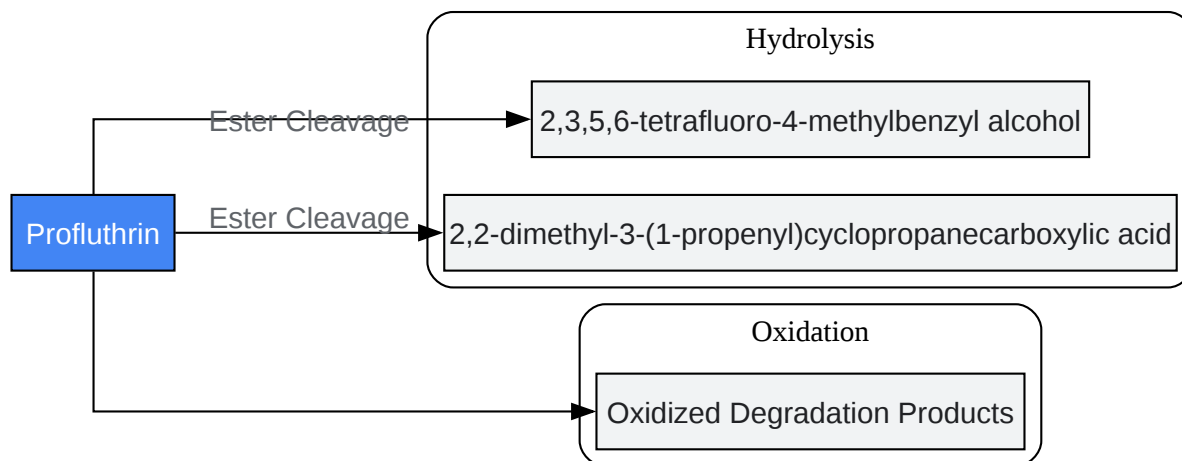 Hydrolysis
Ester Cleavage
2,3,5,6-tetrafluoro-4-methylbenzyl alcohol
Profluthrin
Ester Cleavage
2,2-dimethyl-3-(1-propenyl)cyclopropanecarboxylic acid
Oxidation
Oxidized Degradation Products